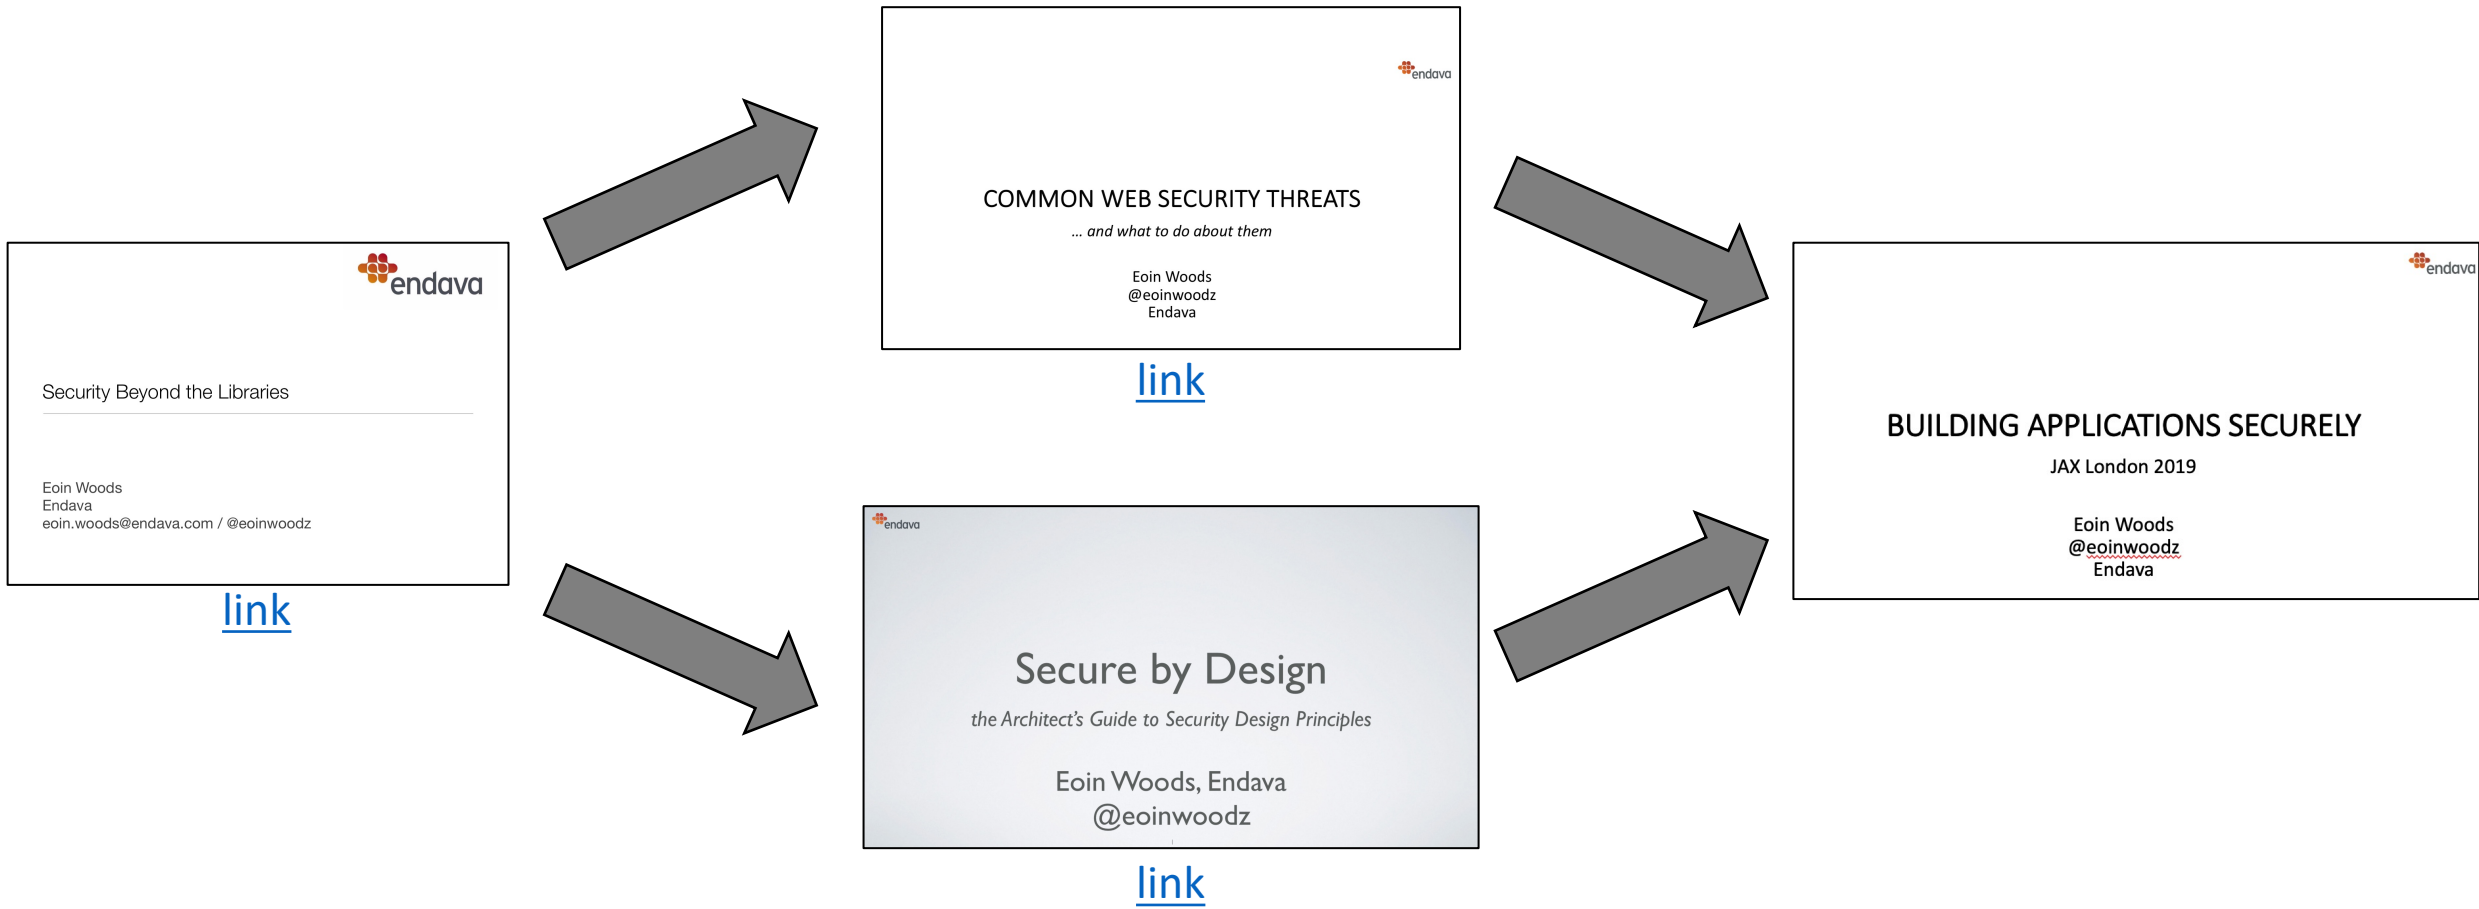 endava
Security Beyond the Libraries
Eoin Woods
Endava
eoin.woods@endava.com / @eoinwoodz
link
endava
COMMON WEB SECURITY THREATS
... and what to do about them
Eoin Woods
@eoinwoodz
Endava
link
endava
Secure by Design
the Architect's Guide to Security Design Principles
Eoin Woods, Endava
@eoinwoodz
link
endava
BUILDING APPLICATIONS SECURELY
JAX London 2019
Eoin Woods
@eoinwoodz
Endava